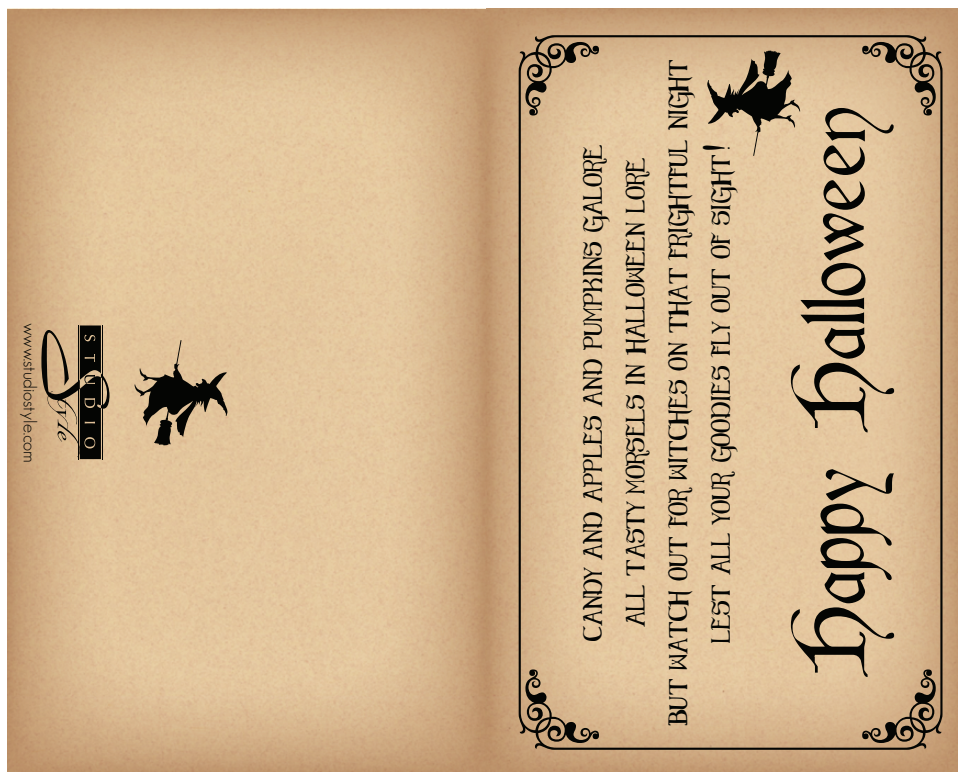 CANDY AND APPLES AND PUMPKINS GALORE
ALL TASTY MORSELS IN HALLOWEEN LORE
BUT WATCH OUT FOR WITCHES ON THAT FRIGHTFUL NIGHT
LEST ALL YOUR GOODIES FLY OUT OF SIGHT!
Happy Halloween
STUDIO
Style
www.studiostyle.com